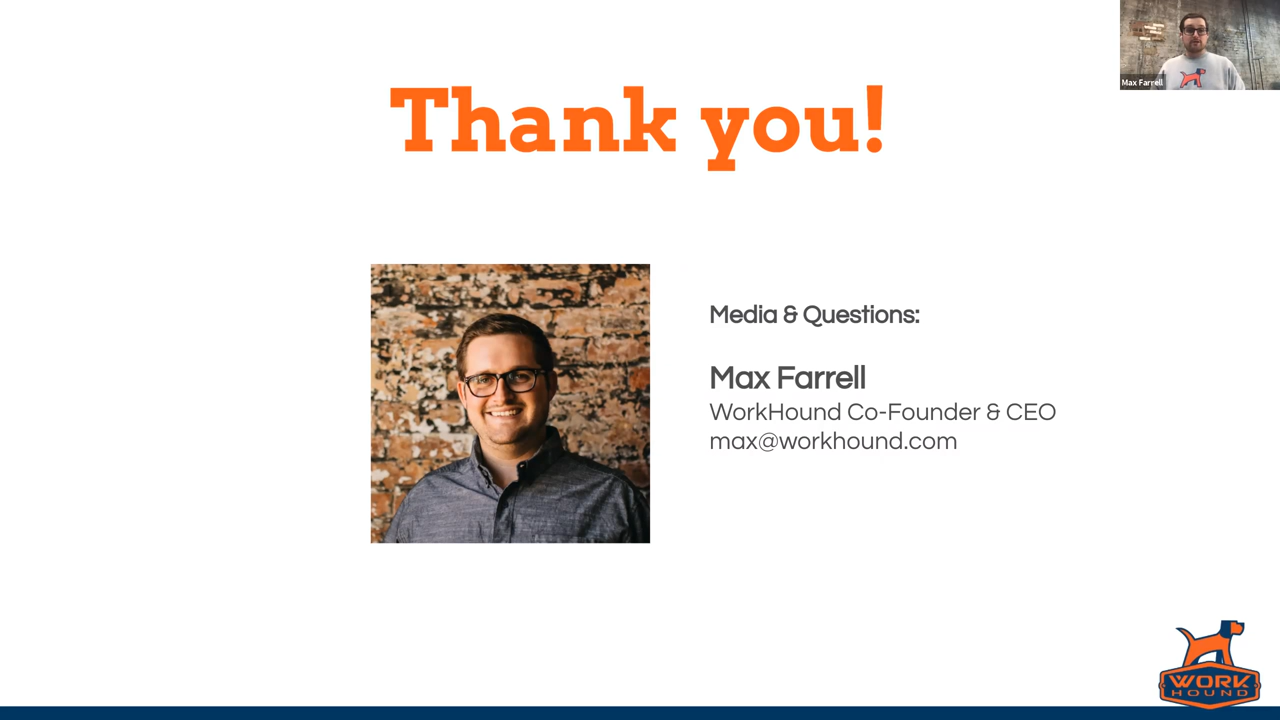 Thank you!
Max Farrell
Media & Questions:
Max Farrell
WorkHound Co-Founder & CEO
max@workhound.com
WORK
HOUND